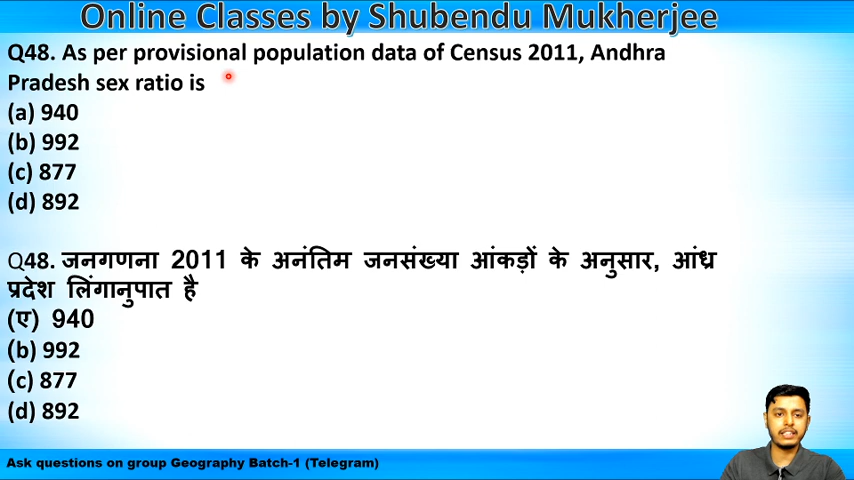 Online Classes by Shubendu Mukherjee
Q48. As per provisional population data of Census 2011, Andhra
Pradesh sex ratio is
(a) 940
(b) 992
(c) 877
(d) 892
Q48. जनगणना 2011 के अनंतिम जनसंख्या आंकड़ों के अनुसार, आंध्र
प्रदेश लिंगानुपात है
(ए) 940
(b) 992
(c) 877
(d) 892
Ask questions on group Geography Batch-1 (Telegram)